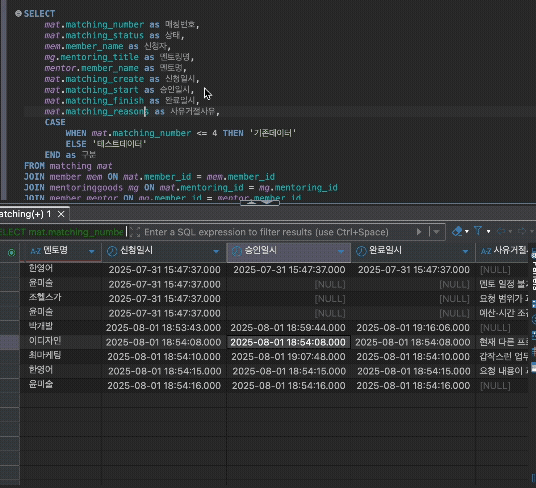 SELECT
mat.matching_number as 매칭번호,
mat.matching_status as 상태,
mem.member_name as 신청자,
mg.mentoring_title as 멘토링명,
mentor.member_name as 멘토명,
mat.matching_create as 신청일시,
mat.matching_start as 승인일시,
mat.matching_finish as 완료일시,
mat.matching_reasons as 사유거절사유,
CASE
WHEN mat.matching_number <= 4 THEN '기존데이터'
ELSE '테스트데이터'
END as 구분
FROM matching mat
JOIN member mem ON mat.member_id = mem.member_id
JOIN mentoringgoods mg ON mat.mentoring_id = mg.mentoring_id
JOIN member mentor ON mg.member_id = mentor.member_id
atching(+) 1
ELECT mat.matching_numbe
Enter a SQL expression to filter results (use Ctrl+Space)
A-Z 멘토명 신청일시 승인일시 완료일시 A-Z 사유거절
한영어 2025-07-31 15:47:37.000 2025-07-31 15:47:37.000 2025-07-31 15:47:37.000 [NULL]
윤미술 2025-07-31 15:47:37.000 [NULL] [NULL] 멘토 일정 불
조헬스가 2025-07-31 15:47:37.000 [NULL] [NULL] 요청 범위가
윤미술 2025-07-31 15:47:37.000 [NULL] [NULL] 예산·시간 조
박개발 2025-08-01 18:53:43.000 2025-08-01 18:59:44.000 2025-08-01 19:16:06.000 [NULL]
이디자인 2025-08-01 18:54:08.000 2025-08-01 18:54:08.000 2025-08-01 18:54:08.000 현재 다른 프
최마케팅 2025-08-01 18:54:10.000 2025-08-01 19:07:48.000 2025-08-01 18:54:10.000 갑작스런 업무
한영어 2025-08-01 18:54:15.000 2025-08-01 18:54:15.000 2025-08-01 18:54:15.000 요청 내용이
윤미술 2025-08-01 18:54:16.000 2025-08-01 18:54:16.000 2025-08-01 18:54:16.000 [NULL]